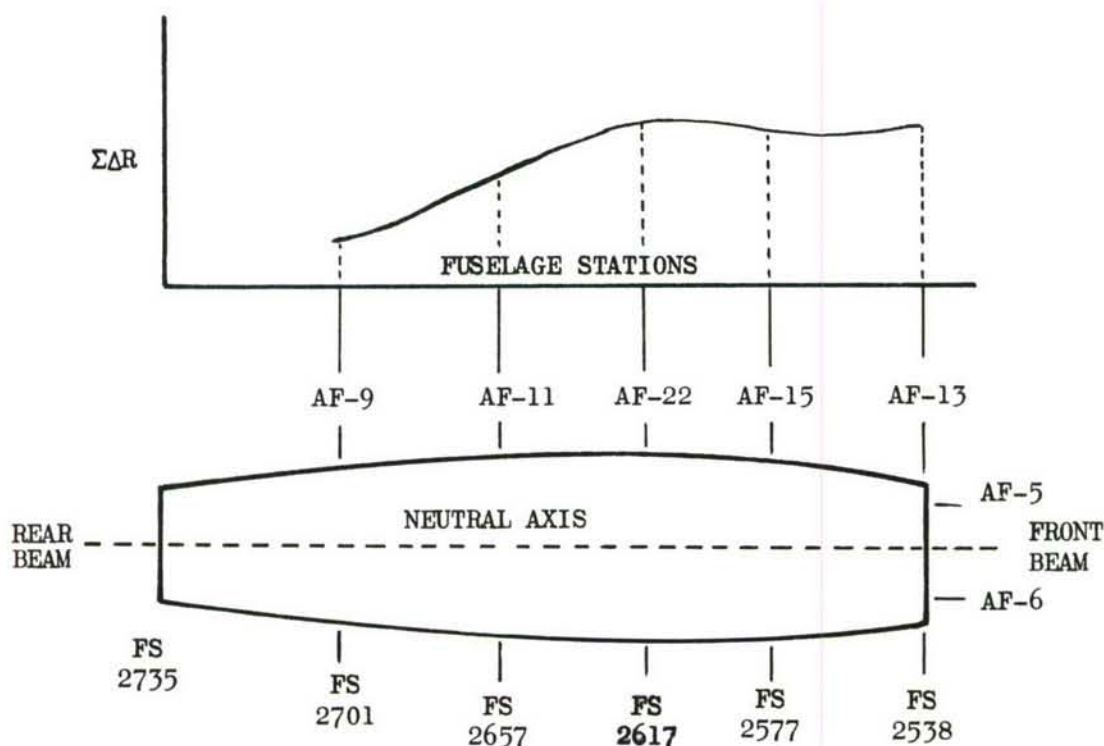 ΣΔR
FUSELAGE STATIONS
AF-9 AF-11 AF-22 AF-15 AF-13
AF-5
NEUTRAL AXIS
REAR
BEAM
FRONT
BEAM
AF-6
FS
2735
FS
2701
FS
2657
FS
2617
FS
2577
FS
2538